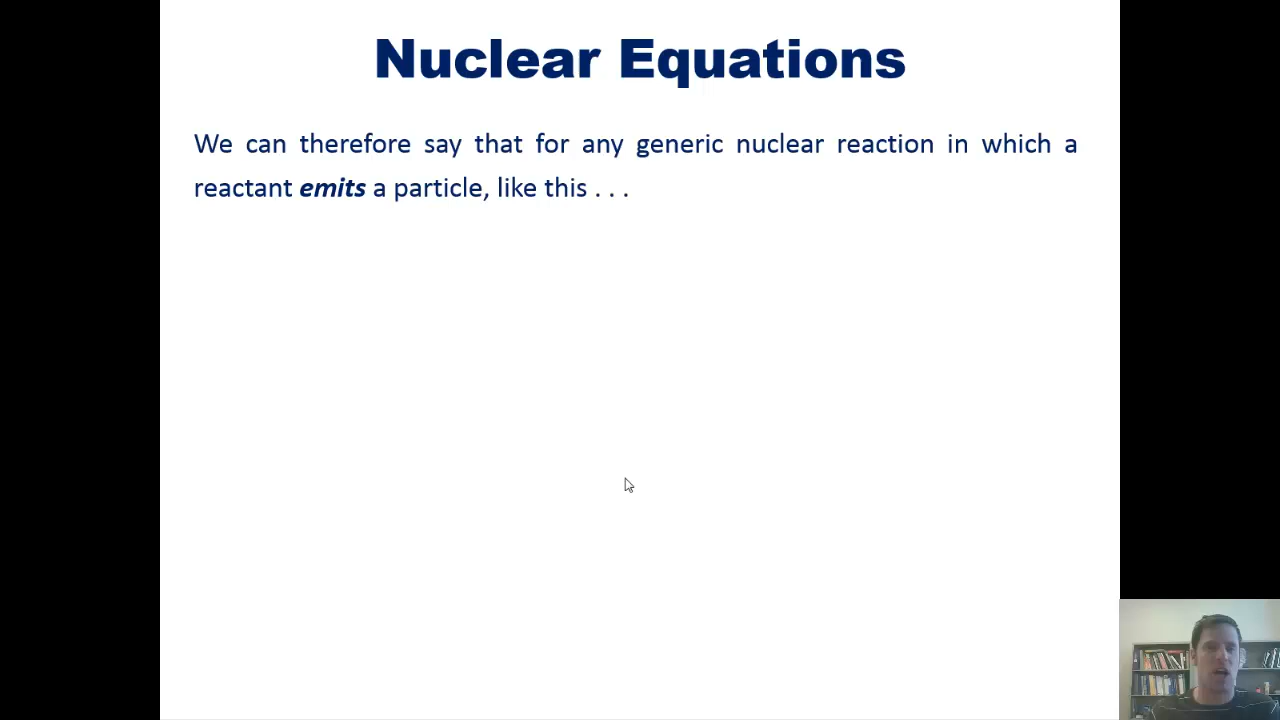 Nuclear Equations
We can therefore say that for any generic nuclear reaction in which a
reactant emits a particle, like this . . .